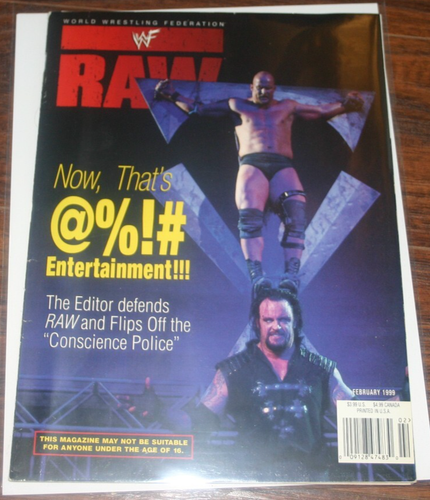 WORLD WRESTLING FEDERATION
WF
RAW
Now, That's
@%!#
Entertainment!!!
The Editor defends
RAW and Flips Off the
"Conscience Police"
FEBRUARY 1999
PRINTED IN U.S.A.
THIS MAGAZINE MAY NOT BE SUITABLE
FOR ANYONE UNDER THE AGE OF 16.